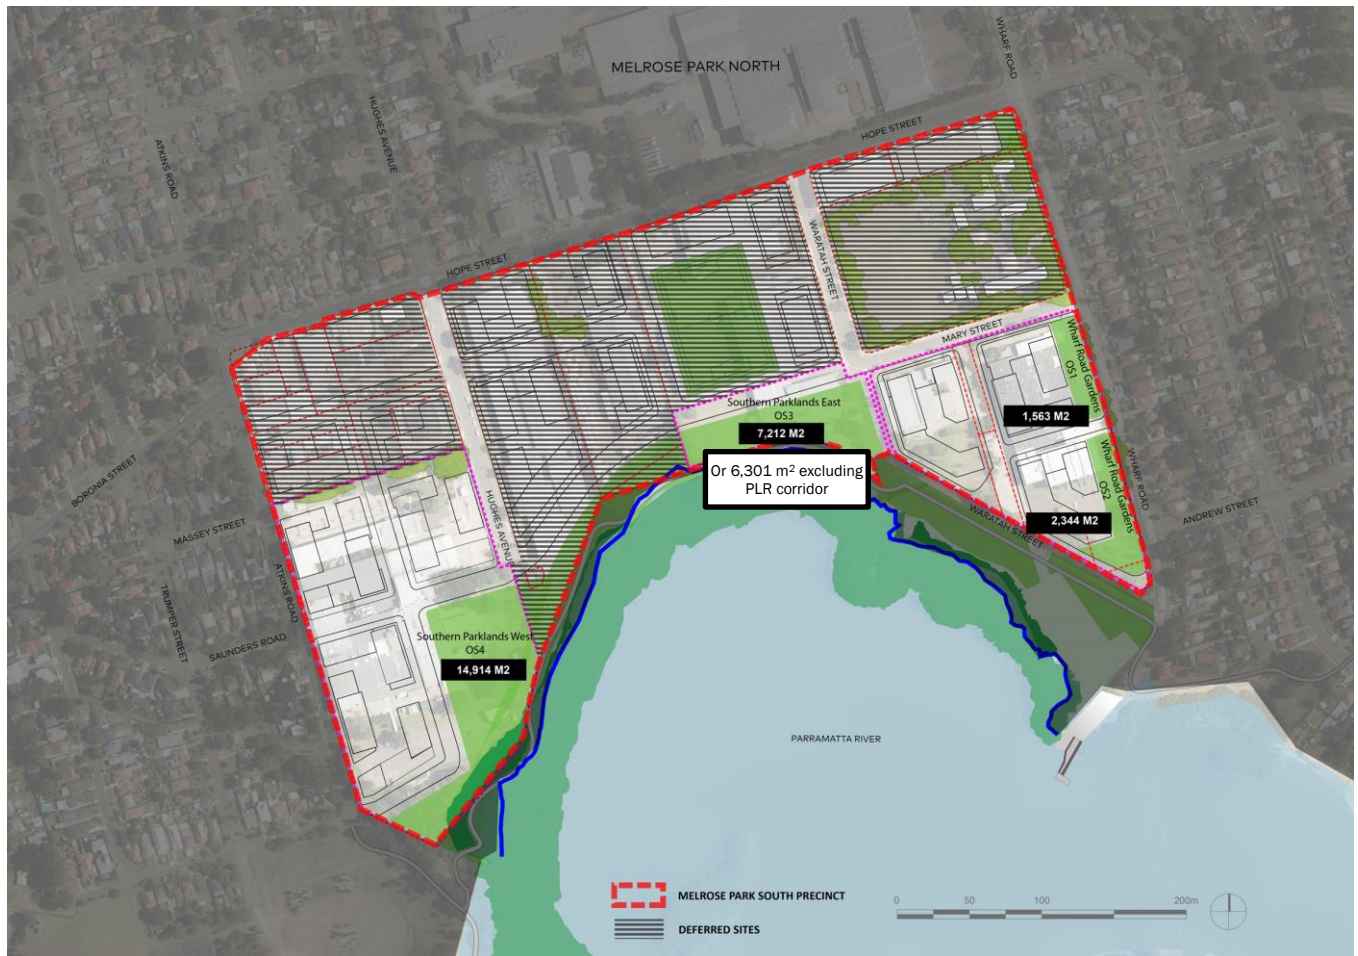 MELROSE PARK NORTH
WHARF ROAD
HOPE STREET
HUGHES AVENUE
ATKINS ROAD
HOPE STREET
WARATAH STREET
MARY STREET
Wharf Road Gardens
OS1
1,563 M2
Southern Parklands East
OS3
7,212 M2
Or 6,301 m² excluding
PLR corridor
Wharf Road Gardens
OS2
2,344 M2
WHARF ROAD
ANDREW STREET
WARATAH STREET
BORONIA STREET
MASSEY STREET
HUGHES AVENUE
ATKINS ROAD
TRUMPER STREET
SAUNDERS ROAD
Southern Parklands West
OS4
14,914 M2
PARRAMATTA RIVER
MELROSE PARK SOUTH PRECINCT
DEFERRED SITES
0 50 100 200m